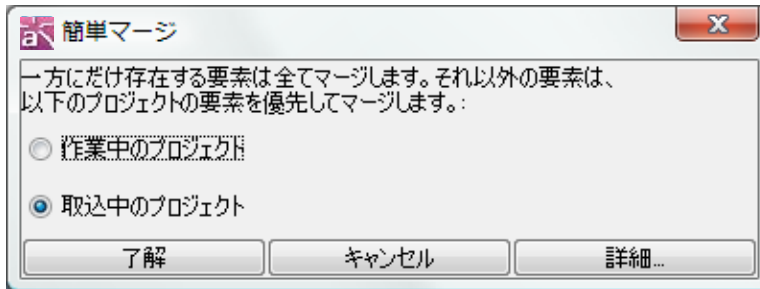 簡単マージ
一方にだけ存在する要素は全てマージします。それ以外の要素は、
以下のプロジェクトの要素を優先してマージします。:
作業中のプロジェクト
取込中のプロジェクト
了解 キャンセル 詳細...